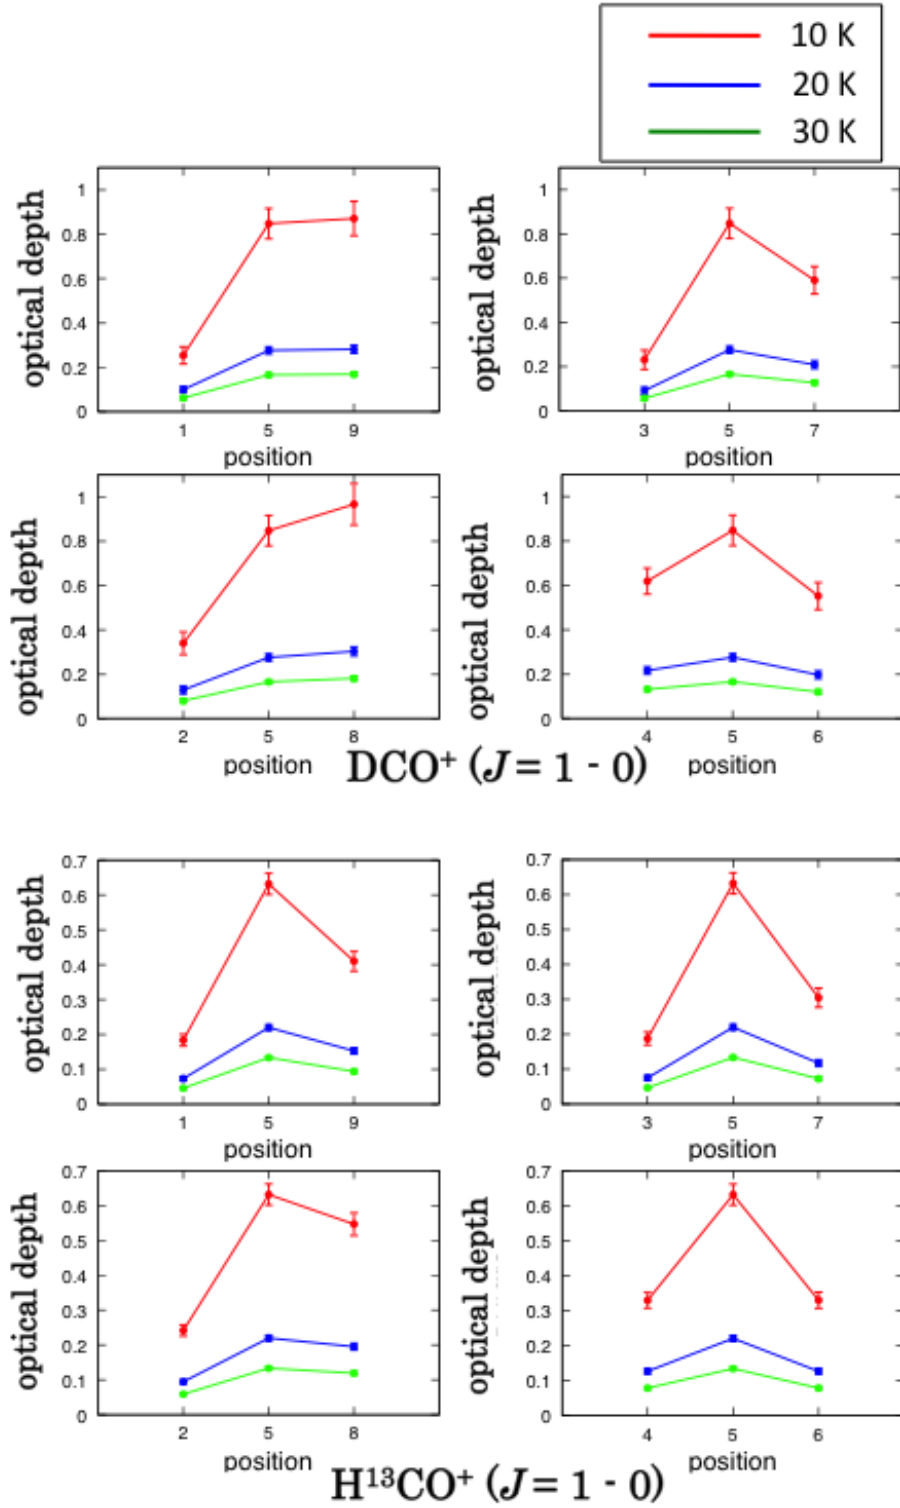 10 K
20 K
30 K
optical depth
1
0.8
0.6
0.4
0.2
0
1 5 9
position
optical depth
1
0.8
0.6
0.4
0.2
0
3 5 7
position
optical depth
1
0.8
0.6
0.4
0.2
0
2 5 8
position
optical depth
1
0.8
0.6
0.4
0.2
0
4 5 6
position
DCO⁺ (J = 1 - 0)
optical depth
0.7
0.6
0.5
0.4
0.3
0.2
0.1
0
1 5 9
position
optical depth
0.7
0.6
0.5
0.4
0.3
0.2
0.1
0
3 5 7
position
optical depth
0.7
0.6
0.5
0.4
0.3
0.2
0.1
0
2 5 8
position
optical depth
0.7
0.6
0.5
0.4
0.3
0.2
0.1
0
4 5 6
position
H¹³CO⁺ (J = 1 - 0)